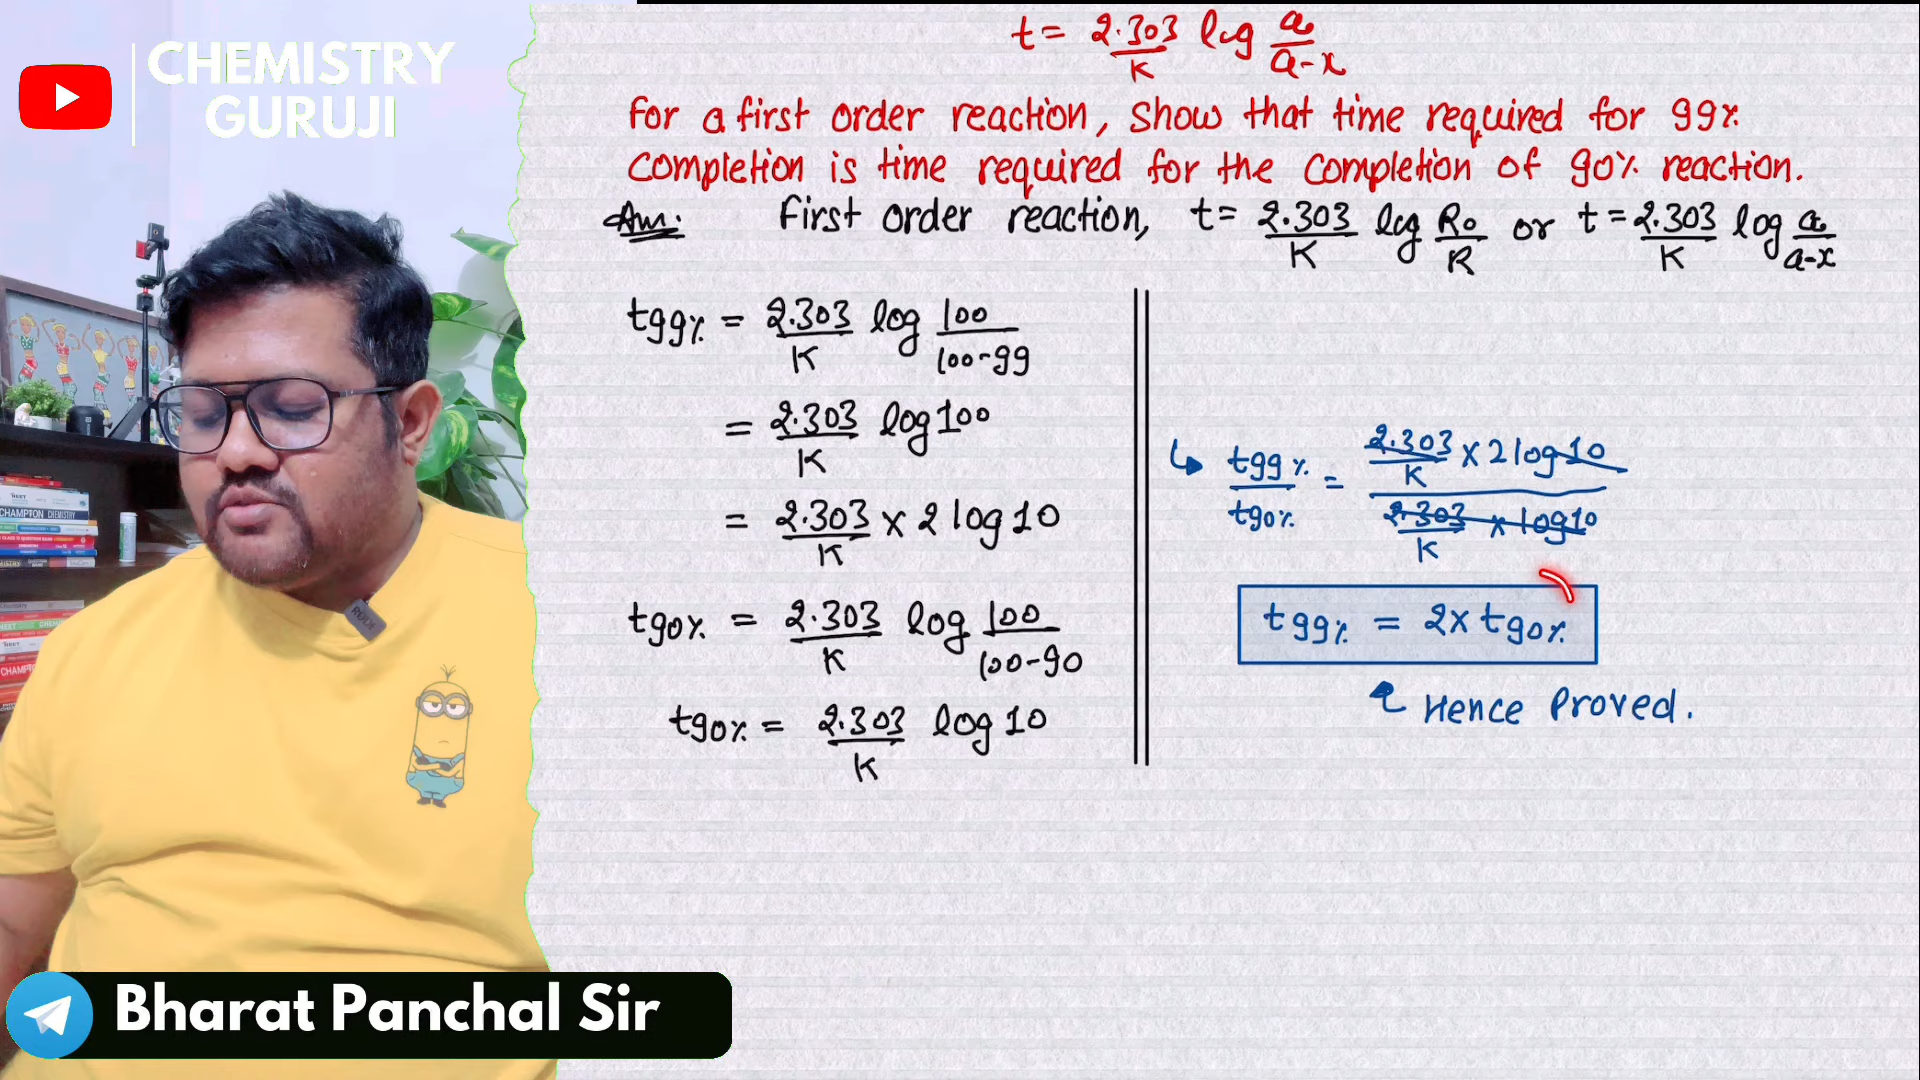 CHEMISTRY
GURUJI
t = 2.303/K log a/a-x
For a first order reaction, Show that time required for 99%
Completion is time required for the completion of 90% reaction.
Ans: First order reaction, t = 2.303/K log Ro/R or t = 2.303/K log a/a-x
t99% = 2.303/K log 100/100-99
= 2.303/K log 100
= 2.303/K x 2 log 10
t90% = 2.303/K log 100/100-90
t90% = 2.303/K log 10
↳ t99%/t90% = 2.303/K x 2 log 10 / 2.303/K x log 10
t99% = 2x t90%
Hence Proved.
Bharat Panchal Sir